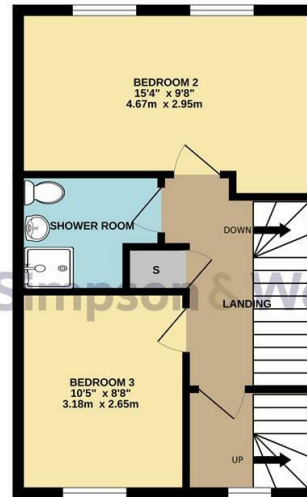 BEDROOM 2
15'4" x 9'8"
4.67m x 2.95m
SHOWER ROOM
DOWN
S
LANDING
Simpson & W
BEDROOM 3
10'5" x 8'8"
3.18m x 2.65m
UP